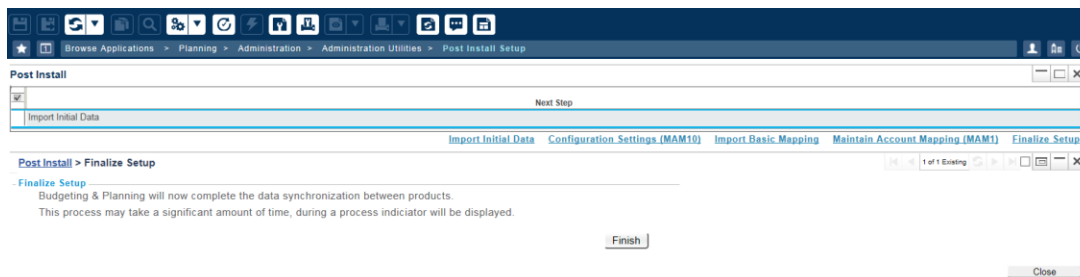 Browse Applications > Planning > Administration > Administration Utilities > Post Install Setup
Post Install
Next Step
Import Initial Data
Import Initial Data Configuration Settings (MAM10) Import Basic Mapping Maintain Account Mapping (MAM1) Finalize Setup
Post Install > Finalize Setup 1 of 1 Existing
Finalize Setup
Budgeting & Planning will now complete the data synchronization between products.
This process may take a significant amount of time, during a process indiciator will be displayed.
Finish
Close